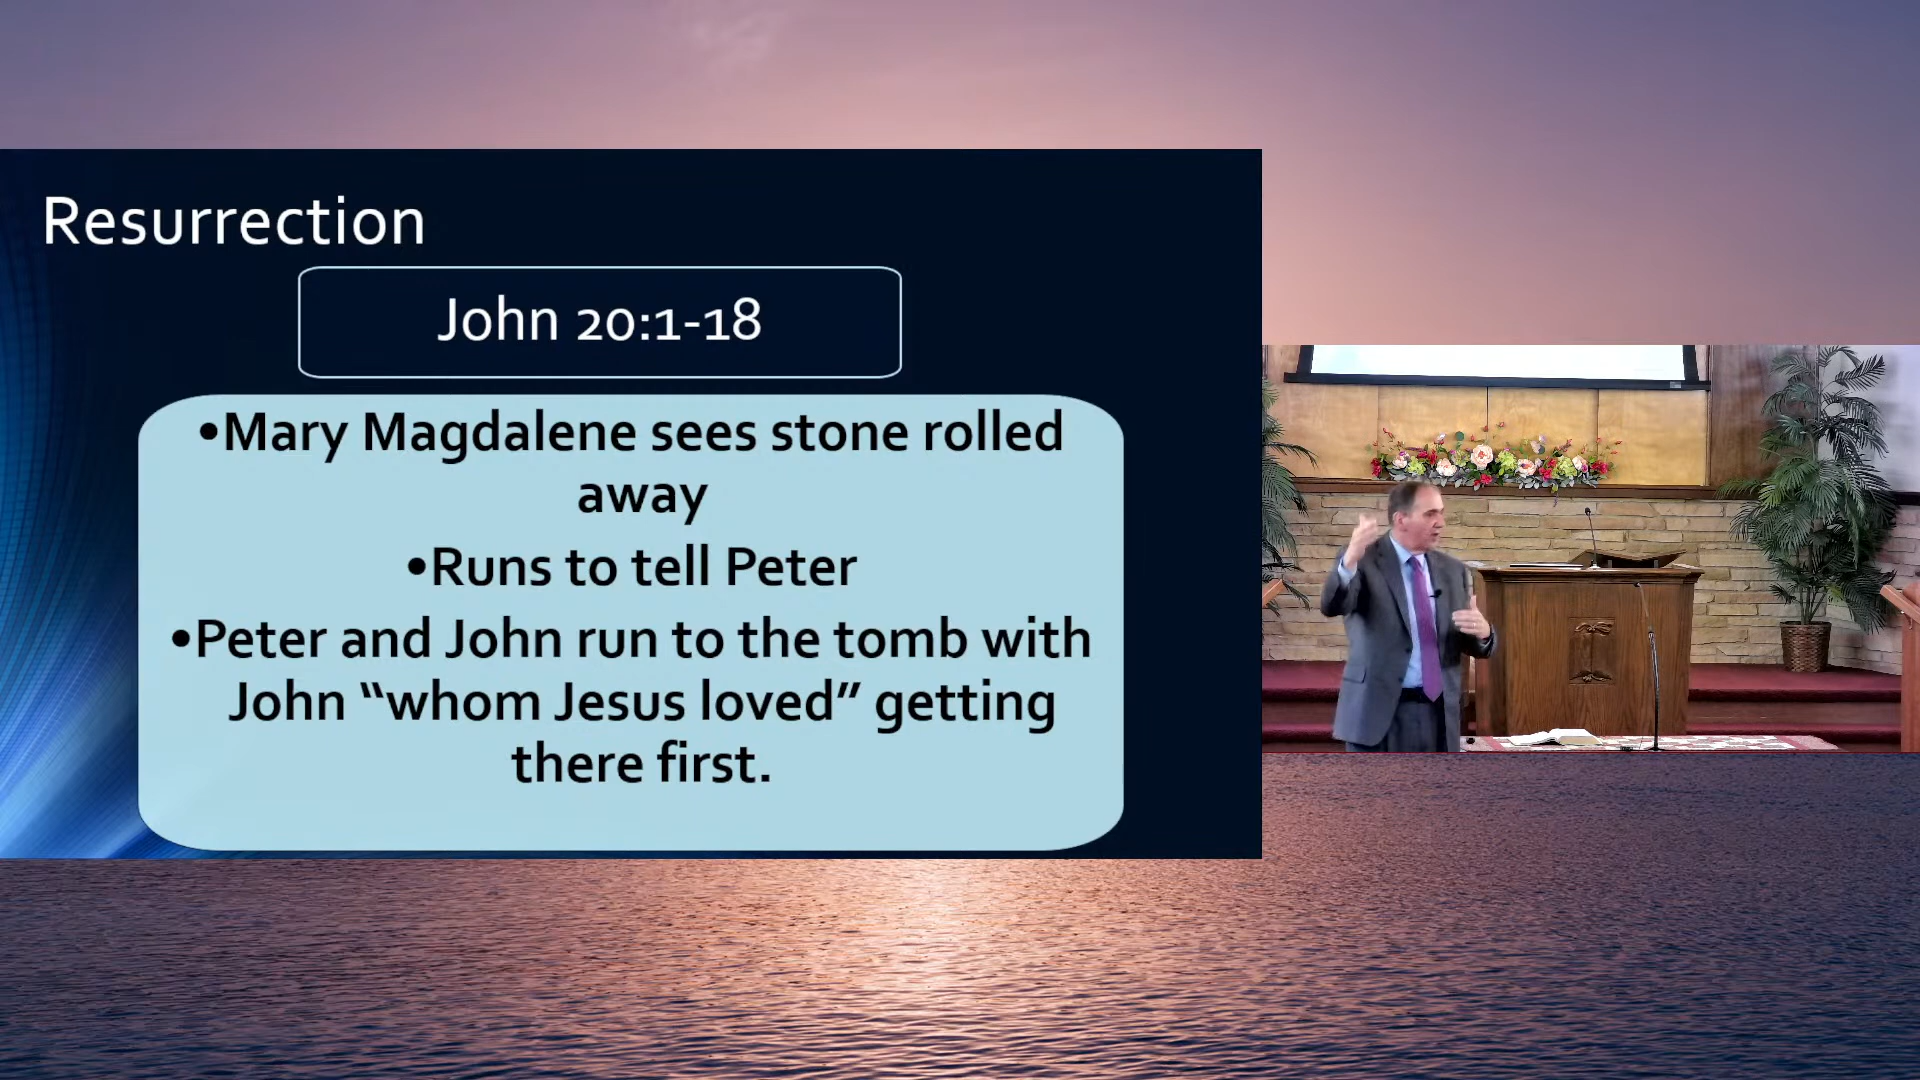 Resurrection
John 20:1-18
•Mary Magdalene sees stone rolled
away
•Runs to tell Peter
•Peter and John run to the tomb with
John “whom Jesus loved” getting
there first.